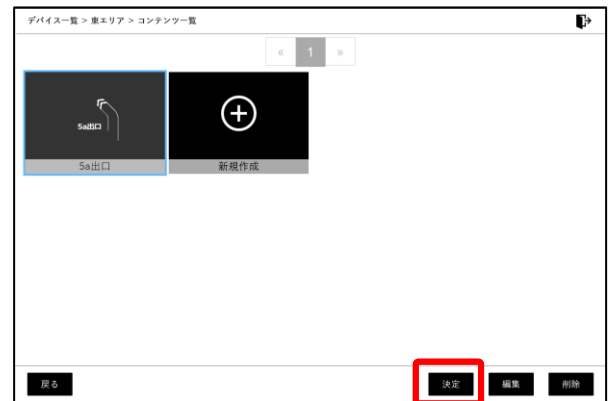 デバイス一覧 > 東エリア > コンテンツ一覧
« 1 »
5a出口
5a出口
新規作成
戻る
決定
編集
削除